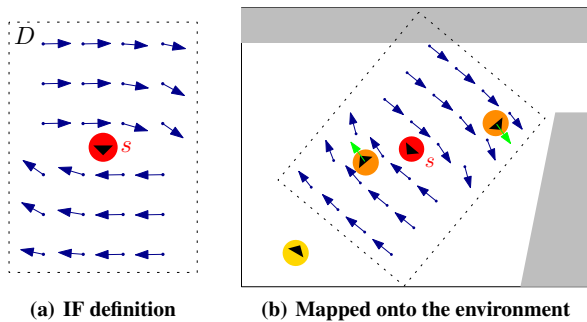 D
s
s
(a) IF definition
(b) Mapped onto the environment